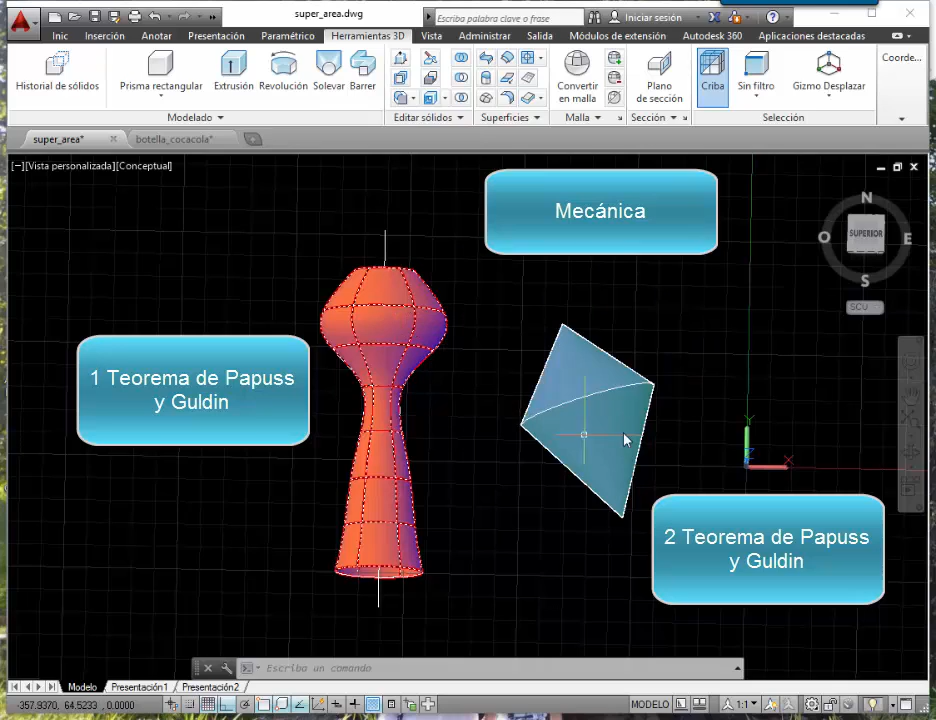 super_area.dwg
Escriba palabra clave o frase
Iniciar sesión
Inic Inserción Anotar Presentación Paramétrico Herramientas 3D Vista Administrar Salida Módulos de extensión Autodesk 360 Aplicaciones destacadas
Historial de sólidos
Prisma rectangular
Extrusión
Revolución
Solevar
Barrer
Convertir
en malla
Plano
de sección
Criba
Sin filtro
Gizmo Desplazar
Coorde...
Modelado
Editar sólidos
Superficies
Malla
Sección
Selección
super_area*
botella_cocacola*
[−][Vista personalizada][Conceptual]
Mecánica
N
O
SUPERIOR
E
S
SCU
1 Teorema de Papuss
y Guldin
Y
X
Z
2 Teorema de Papuss
y Guldin
Escriba un comando
Modelo Presentación1 Presentación2
-357.9370, 64.5233, 0.0000
MODELO
1:1